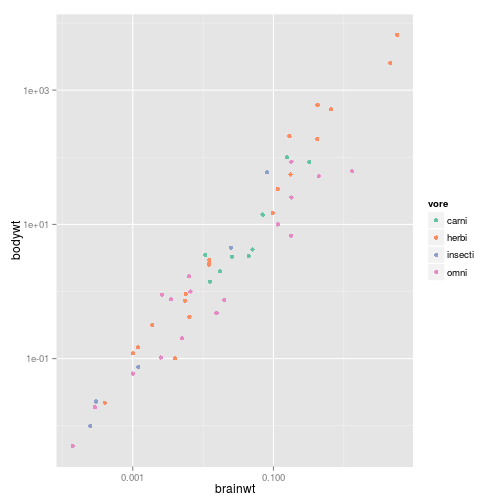 1e+03
1e+01
1e-01
bodywt
0.001
0.100
brainwt
vore
carni
herbi
insecti
omni